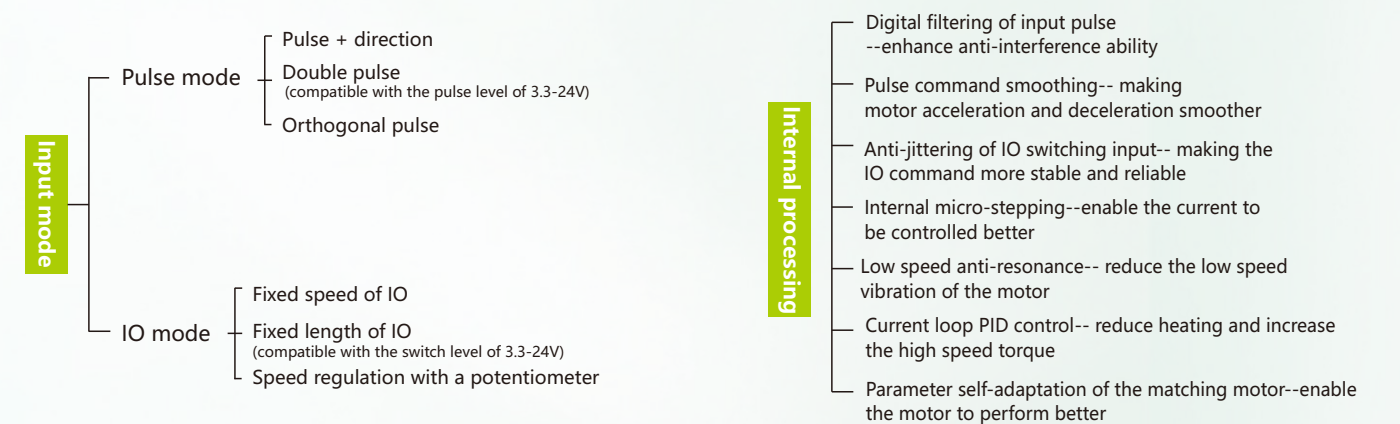 Input mode
Pulse mode
Pulse + direction
Double pulse
(compatible with the pulse level of 3.3-24V)
Orthogonal pulse
IO mode
Fixed speed of IO
Fixed length of IO
(compatible with the switch level of 3.3-24V)
Speed regulation with a potentiometer
Internal processing
Digital filtering of input pulse
--enhance anti-interference ability
Pulse command smoothing-- making
motor acceleration and deceleration smoother
Anti-jittering of IO switching input-- making the
IO command more stable and reliable
Internal micro-stepping--enable the current to
be controlled better
Low speed anti-resonance-- reduce the low speed
vibration of the motor
Current loop PID control-- reduce heating and increase
the high speed torque
Parameter self-adaptation of the matching motor--enable
the motor to perform better